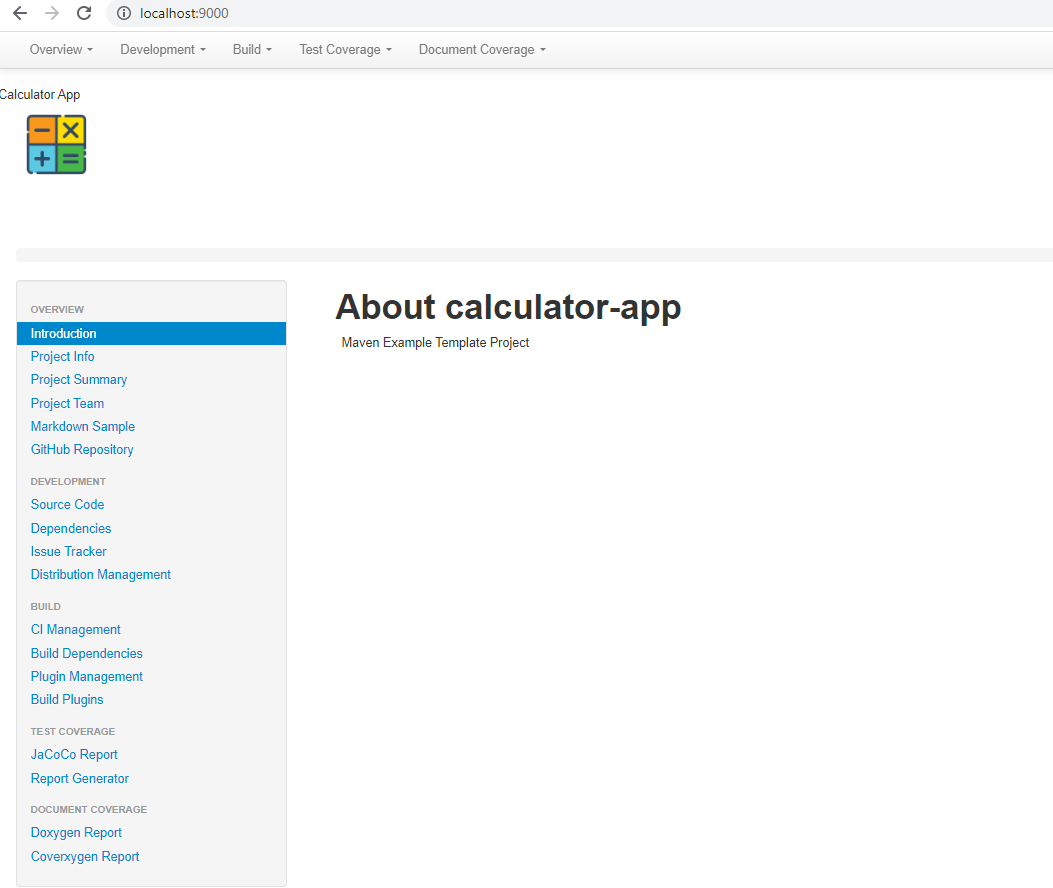 localhost:9000
Overview Development Build Test Coverage Document Coverage
Calculator App
OVERVIEW
Introduction
Project Info
Project Summary
Project Team
Markdown Sample
GitHub Repository
DEVELOPMENT
Source Code
Dependencies
Issue Tracker
Distribution Management
BUILD
CI Management
Build Dependencies
Plugin Management
Build Plugins
TEST COVERAGE
JaCoCo Report
Report Generator
DOCUMENT COVERAGE
Doxygen Report
Coverxygen Report
About calculator-app
Maven Example Template Project